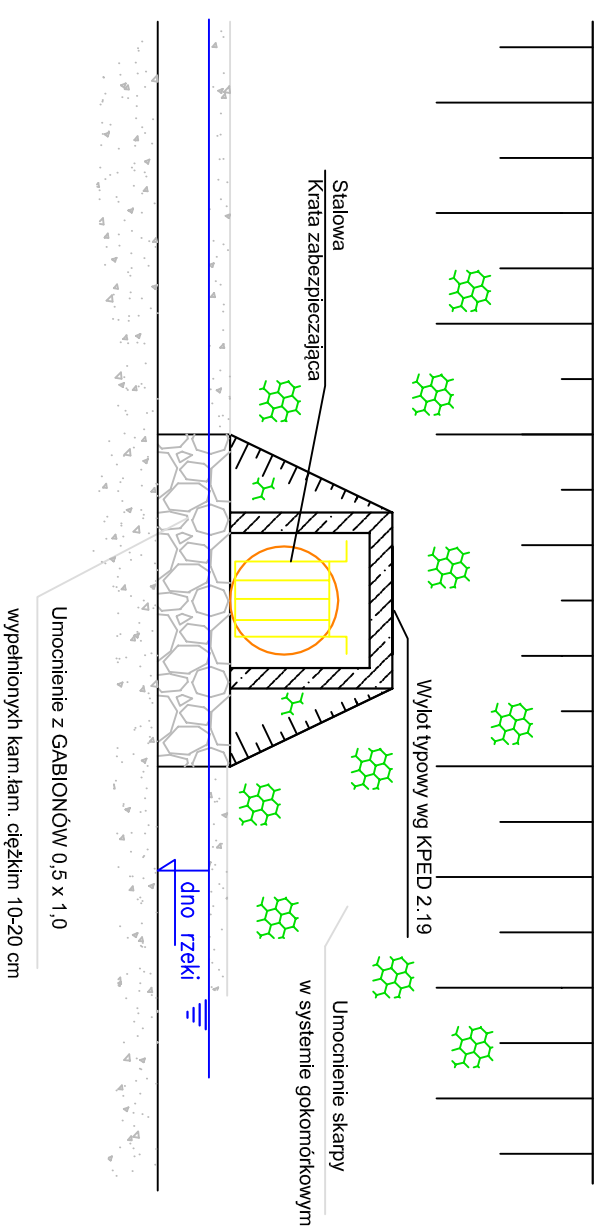 Stalowa
Krata zabezpieczająca
Wylot typowy wg KPED 2.19
Umocnienie skarpy
w systemie gokomórkowym
dno rzeki
Umocnienie z GABIONÓW 0,5 x 1,0
wypełnionyxh kam.łam. ciężkim 10-20 cm